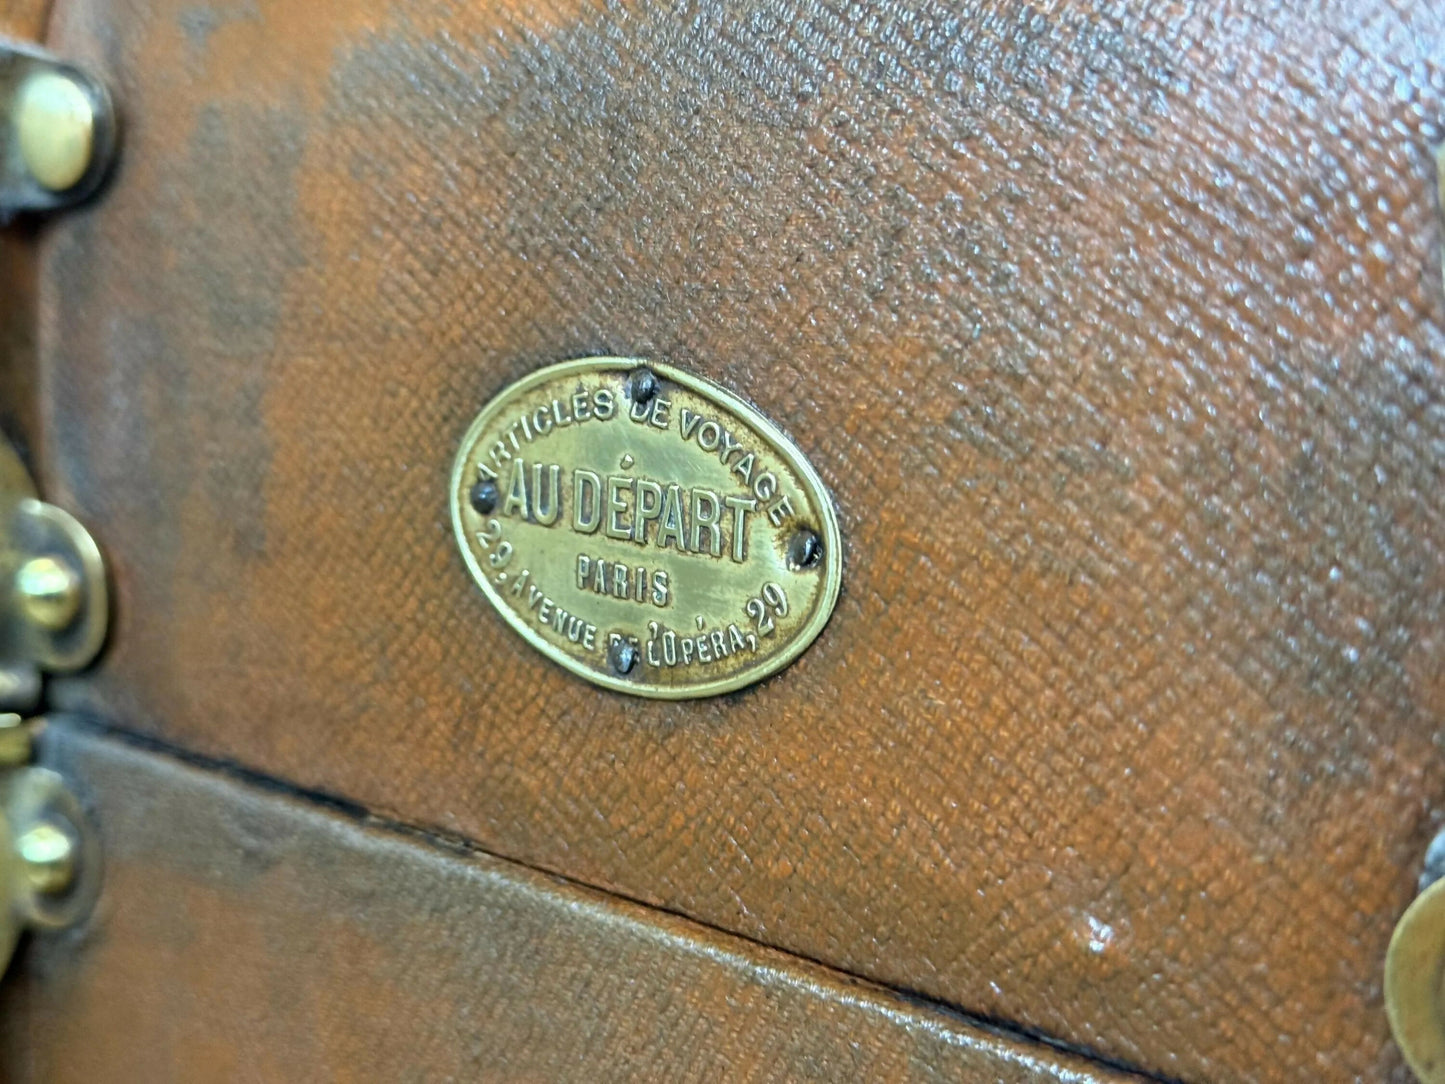 ARTICLES DE VOYAGE
AU DÉPART
PARIS
29, AVENUE DE L'OPÉRA, 29